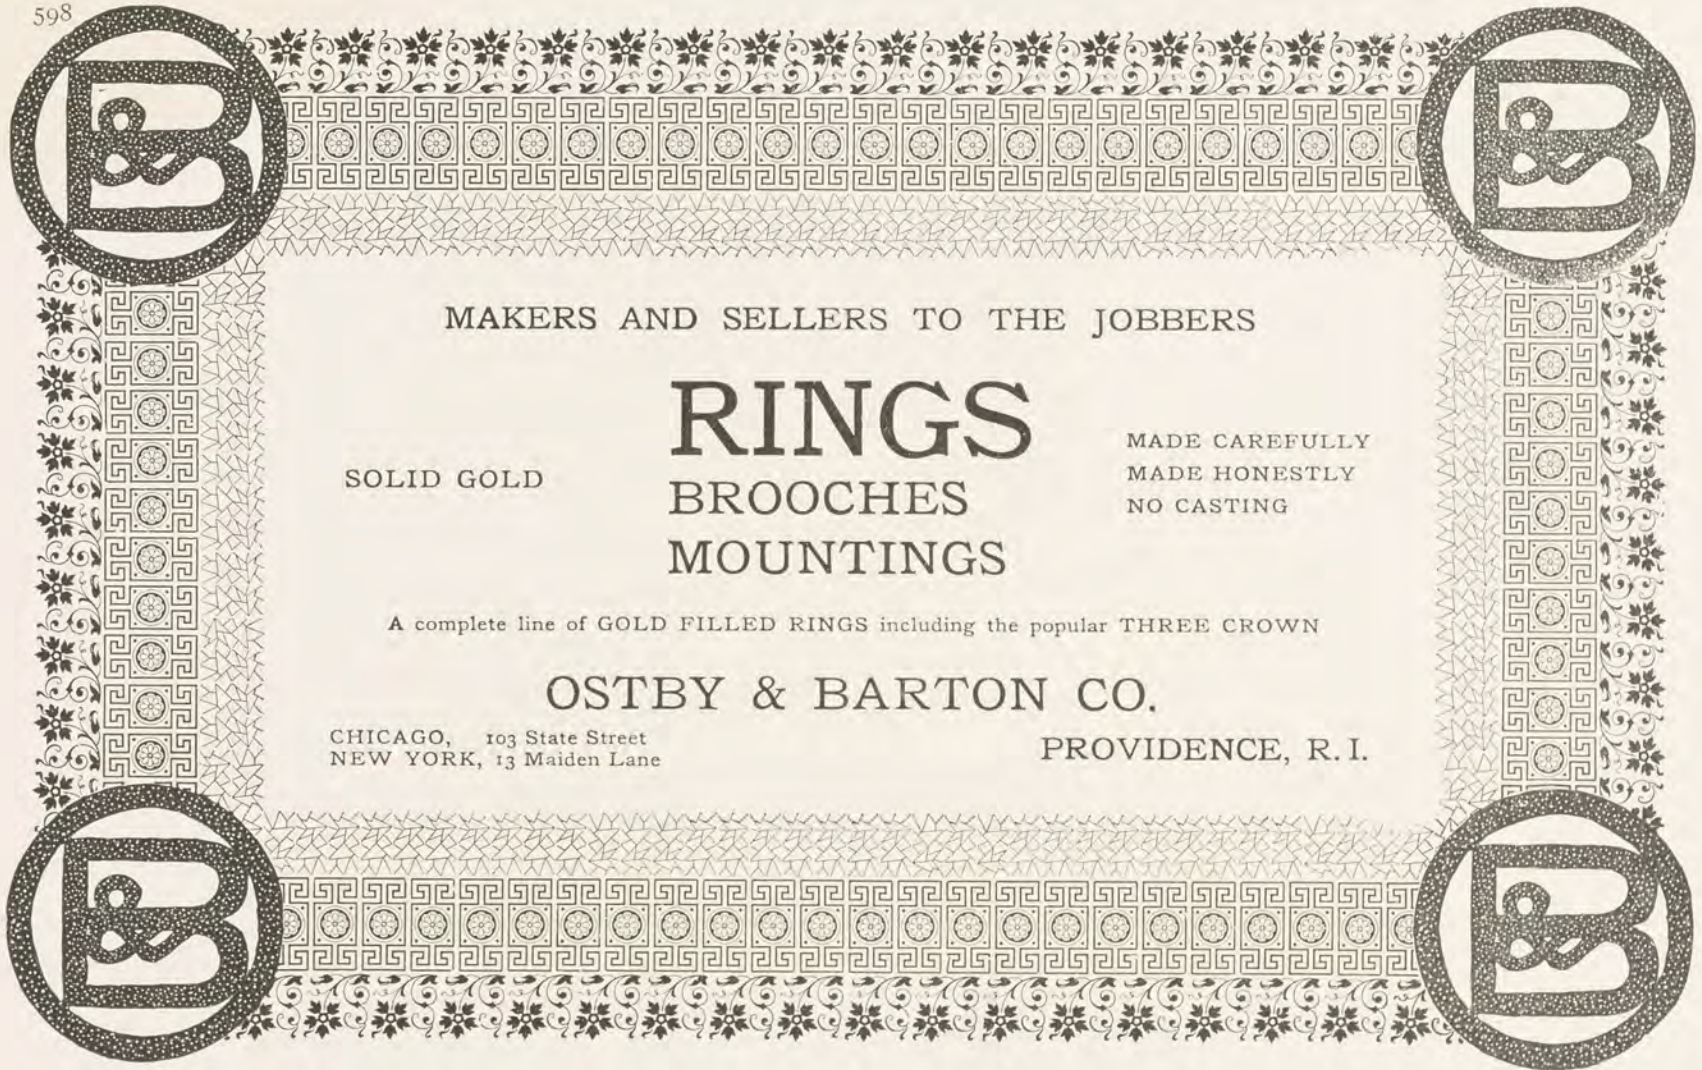 598
MAKERS AND SELLERS TO THE JOBBERS
SOLID GOLD
RINGS
BROOCHES
MOUNTINGS
MADE CAREFULLY
MADE HONESTLY
NO CASTING
A complete line of GOLD FILLED RINGS including the popular THREE CROWN
OSTBY & BARTON CO.
CHICAGO, 103 State Street
NEW YORK, 13 Maiden Lane
PROVIDENCE, R. I.
O&B
O&B
O&B
O&B